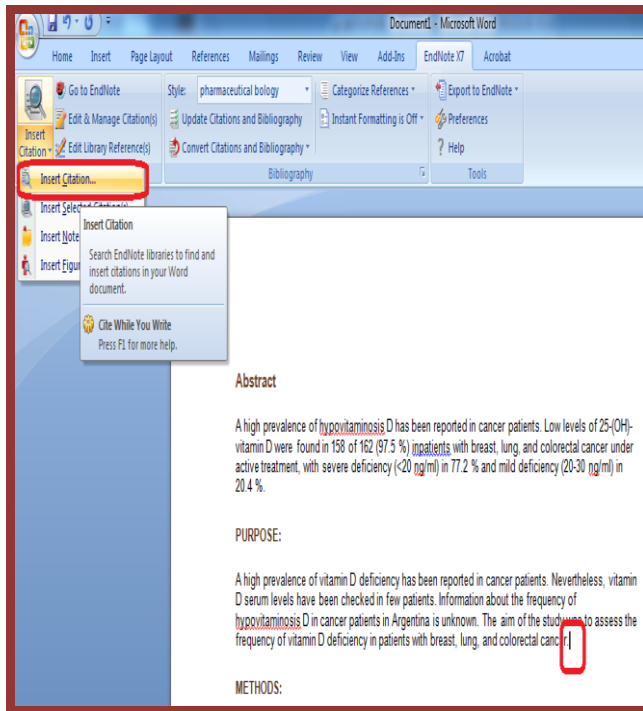 Document1 - Microsoft Word
Home Insert Page Layout References Mailings Review View Add-Ins EndNote X7 Acrobat
Go to EndNote
Edit & Manage Citation(s)
Edit Library Reference(s)
Insert
Citation
Style: pharmaceutical bology
Update Citations and Bibliography
Convert Citations and Bibliography
Categorize References
Instant Formatting is Off
Bibliography
Export to EndNote
Preferences
Help
Tools
Insert Citation...
Insert Selected Citation(s)
Insert Note
Insert Figur
Insert Citation
Search EndNote libraries to find and
insert citations in your Word
document.
Cite While You Write
Press F1 for more help.
Abstract
A high prevalence of hypovitaminosis D has been reported in cancer patients. Low levels of 25-(OH)-
vitamin D were found in 158 of 162 (97.5 %) inpatients with breast, lung, and colorectal cancer under
active treatment, with severe deficiency (<20 ng/ml) in 77.2 % and mild deficiency (20-30 ng/ml) in
20.4 %.
PURPOSE:
A high prevalence of vitamin D deficiency has been reported in cancer patients. Nevertheless, vitamin
D serum levels have been checked in few patients. Information about the frequency of
hypovitaminosis D in cancer patients in Argentina is unknown. The aim of the study was to assess the
frequency of vitamin D deficiency in patients with breast, lung, and colorectal cancer.
METHODS: